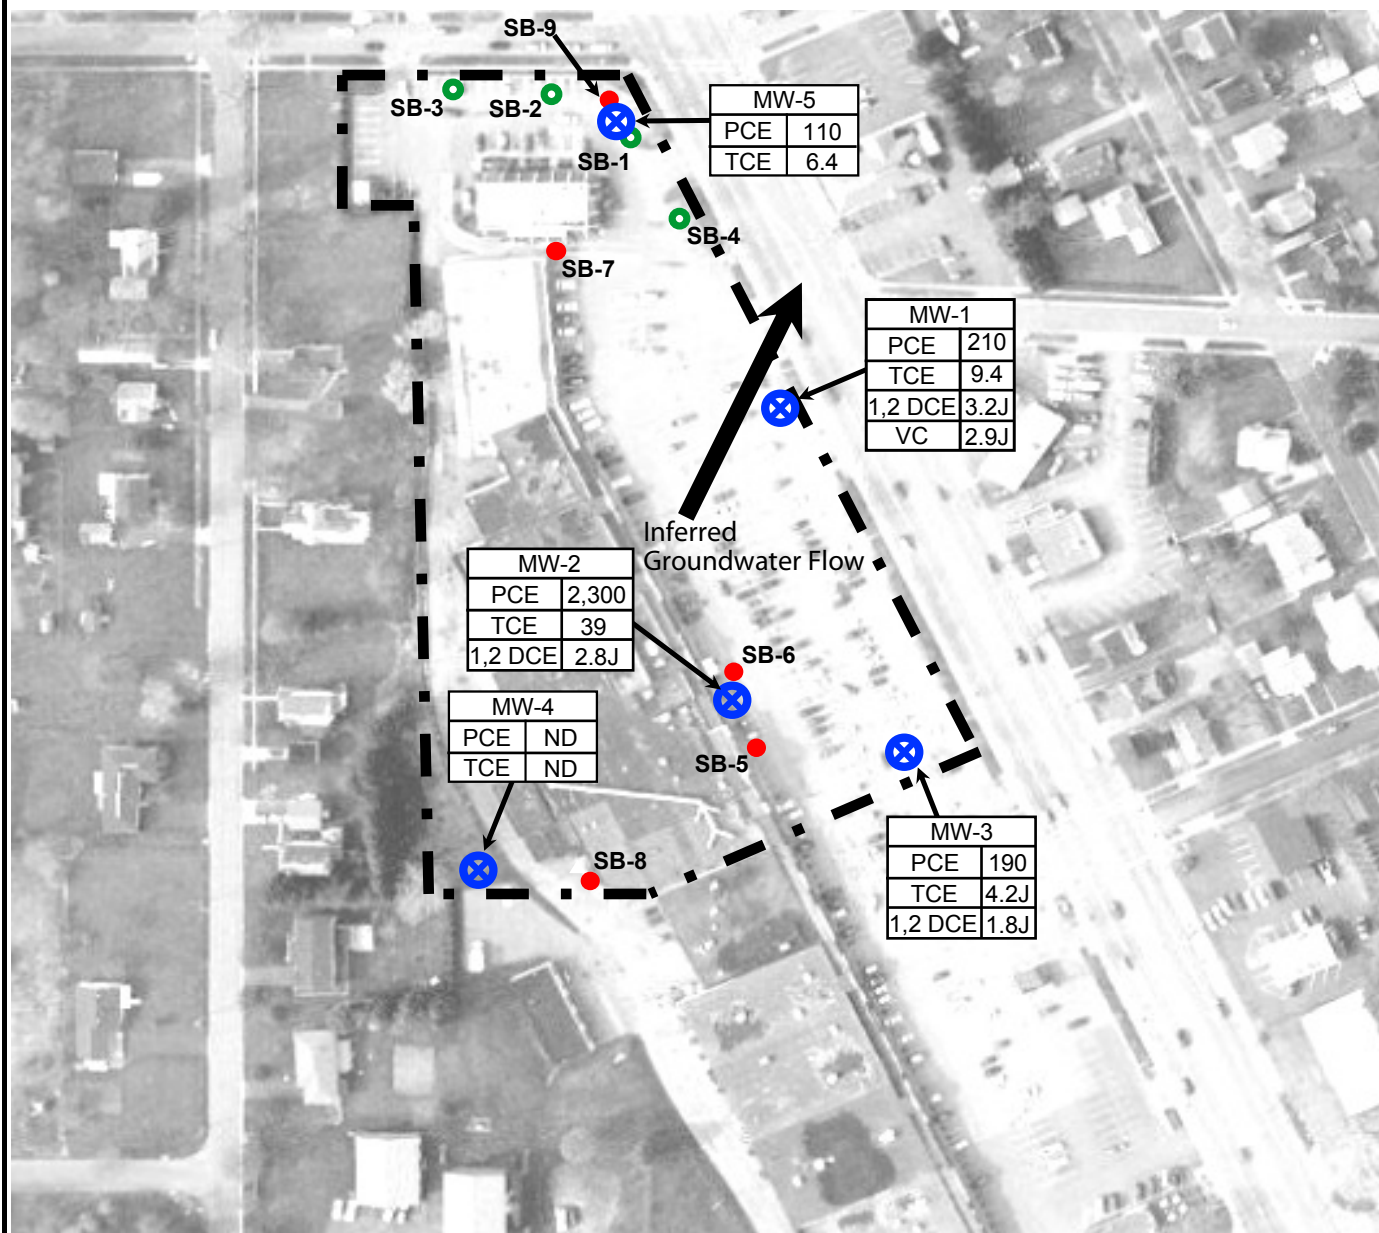 SB-9
SB-3
SB-2
MW-5
PCE 110
TCE 6.4
SB-1
SB-4
SB-7
MW-1
PCE 210
TCE 9.4
1,2 DCE 3.2J
VC 2.9J
Inferred
Groundwater Flow
MW-2
PCE 2,300
TCE 39
1,2 DCE 2.8J
SB-6
MW-4
PCE ND
TCE ND
SB-5
MW-3
PCE 190
TCE 4.2J
1,2 DCE 1.8J
SB-8